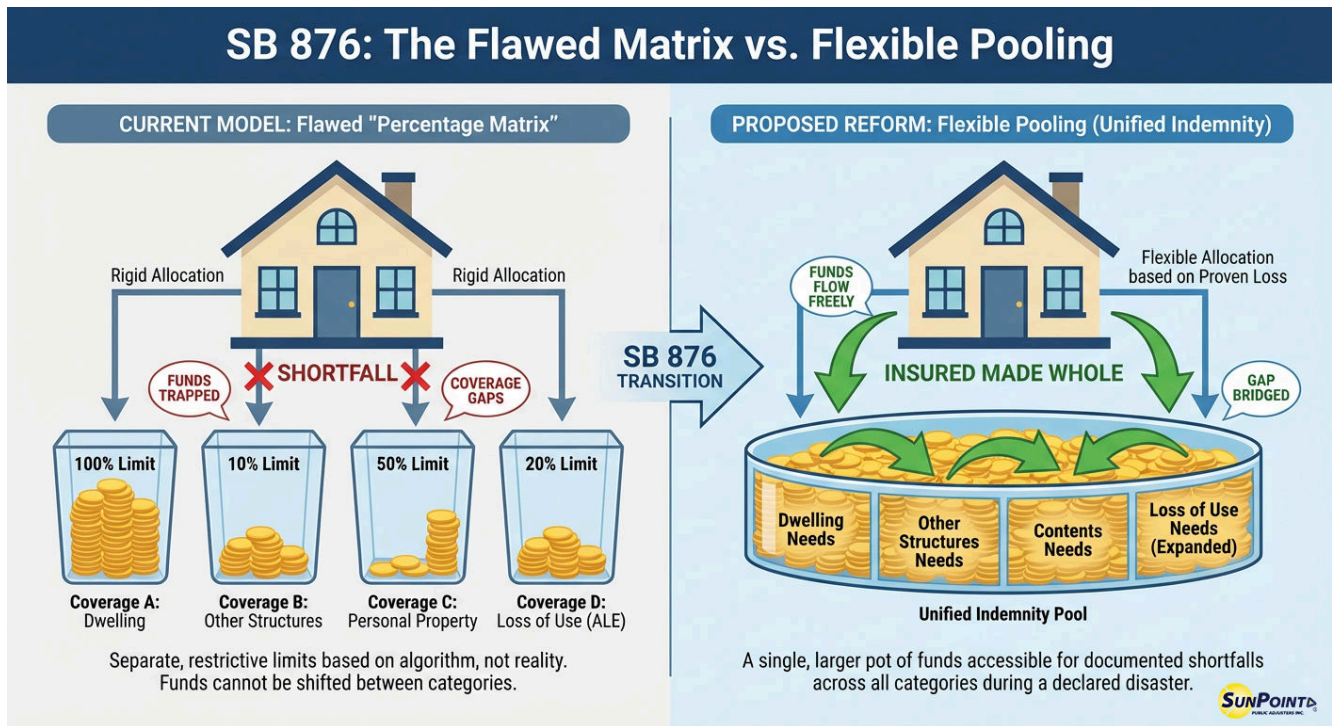 SB 876: The Flawed Matrix vs. Flexible Pooling
CURRENT MODEL: Flawed "Percentage Matrix"
Rigid Allocation
Rigid Allocation
FUNDS
TRAPPED
SHORTFALL
COVERAGE
GAPS
100% Limit
10% Limit
50% Limit
20% Limit
Coverage A:
Dwelling
Coverage B:
Other Structures
Coverage C:
Personal Property
Coverage D:
Loss of Use (ALE)
Separate, restrictive limits based on algorithm, not reality.
Funds cannot be shifted between categories.
SB 876
TRANSITION
PROPOSED REFORM: Flexible Pooling (Unified Indemnity)
FUNDS
FLOW
FREELY
Flexible Allocation
based on Proven Loss
INSURED MADE WHOLE
GAP
BRIDGED
Dwelling
Needs
Other
Structures
Needs
Contents
Needs
Loss of Use
Needs
(Expanded)
Unified Indemnity Pool
A single, larger pot of funds accessible for documented shortfalls
across all categories during a declared disaster.
SUNPOINT
PUBLIC ADJUSTERS INC.